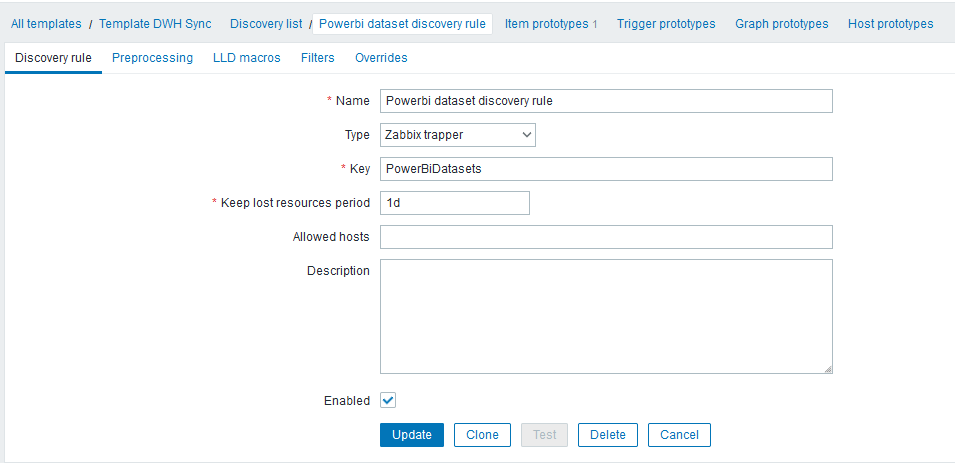 All templates / Template DWH Sync Discovery list / Powerbi dataset discovery rule Item prototypes 1 Trigger prototypes Graph prototypes Host prototypes
Discovery rule Preprocessing LLD macros Filters Overrides
* Name Powerbi dataset discovery rule
Type Zabbix trapper
* Key PowerBiDatasets
* Keep lost resources period 1d
Allowed hosts
Description
Enabled
Update Clone Test Delete Cancel